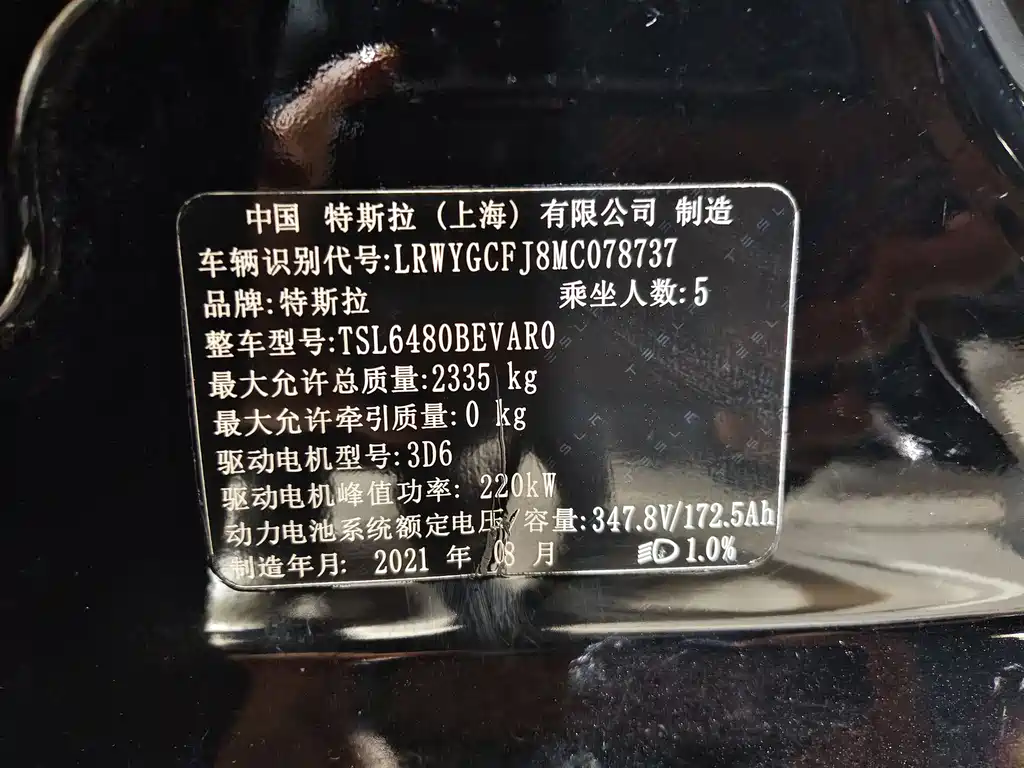 中国 特斯拉 (上海) 有限公司 制造
车辆识别代号:LRWYGCFJ8MC078737
品牌:特斯拉 乘坐人数:5
整车型号:TSL6480BEVAR0
最大允许总质量:2335 kg
最大允许牵引质量:0 kg
驱动电机型号:3D6
驱动电机峰值功率: 220kW
动力电池系统额定电压/容量:347.8V/172.5Ah
制造年月: 2021 年 08 月 1.0%